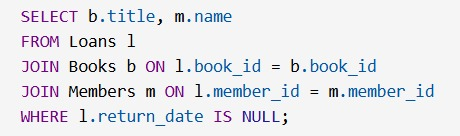 SELECT b.title, m.name
FROM Loans l
JOIN Books b ON l.book_id = b.book_id
JOIN Members m ON l.member_id = m.member_id
WHERE l.return_date IS NULL;